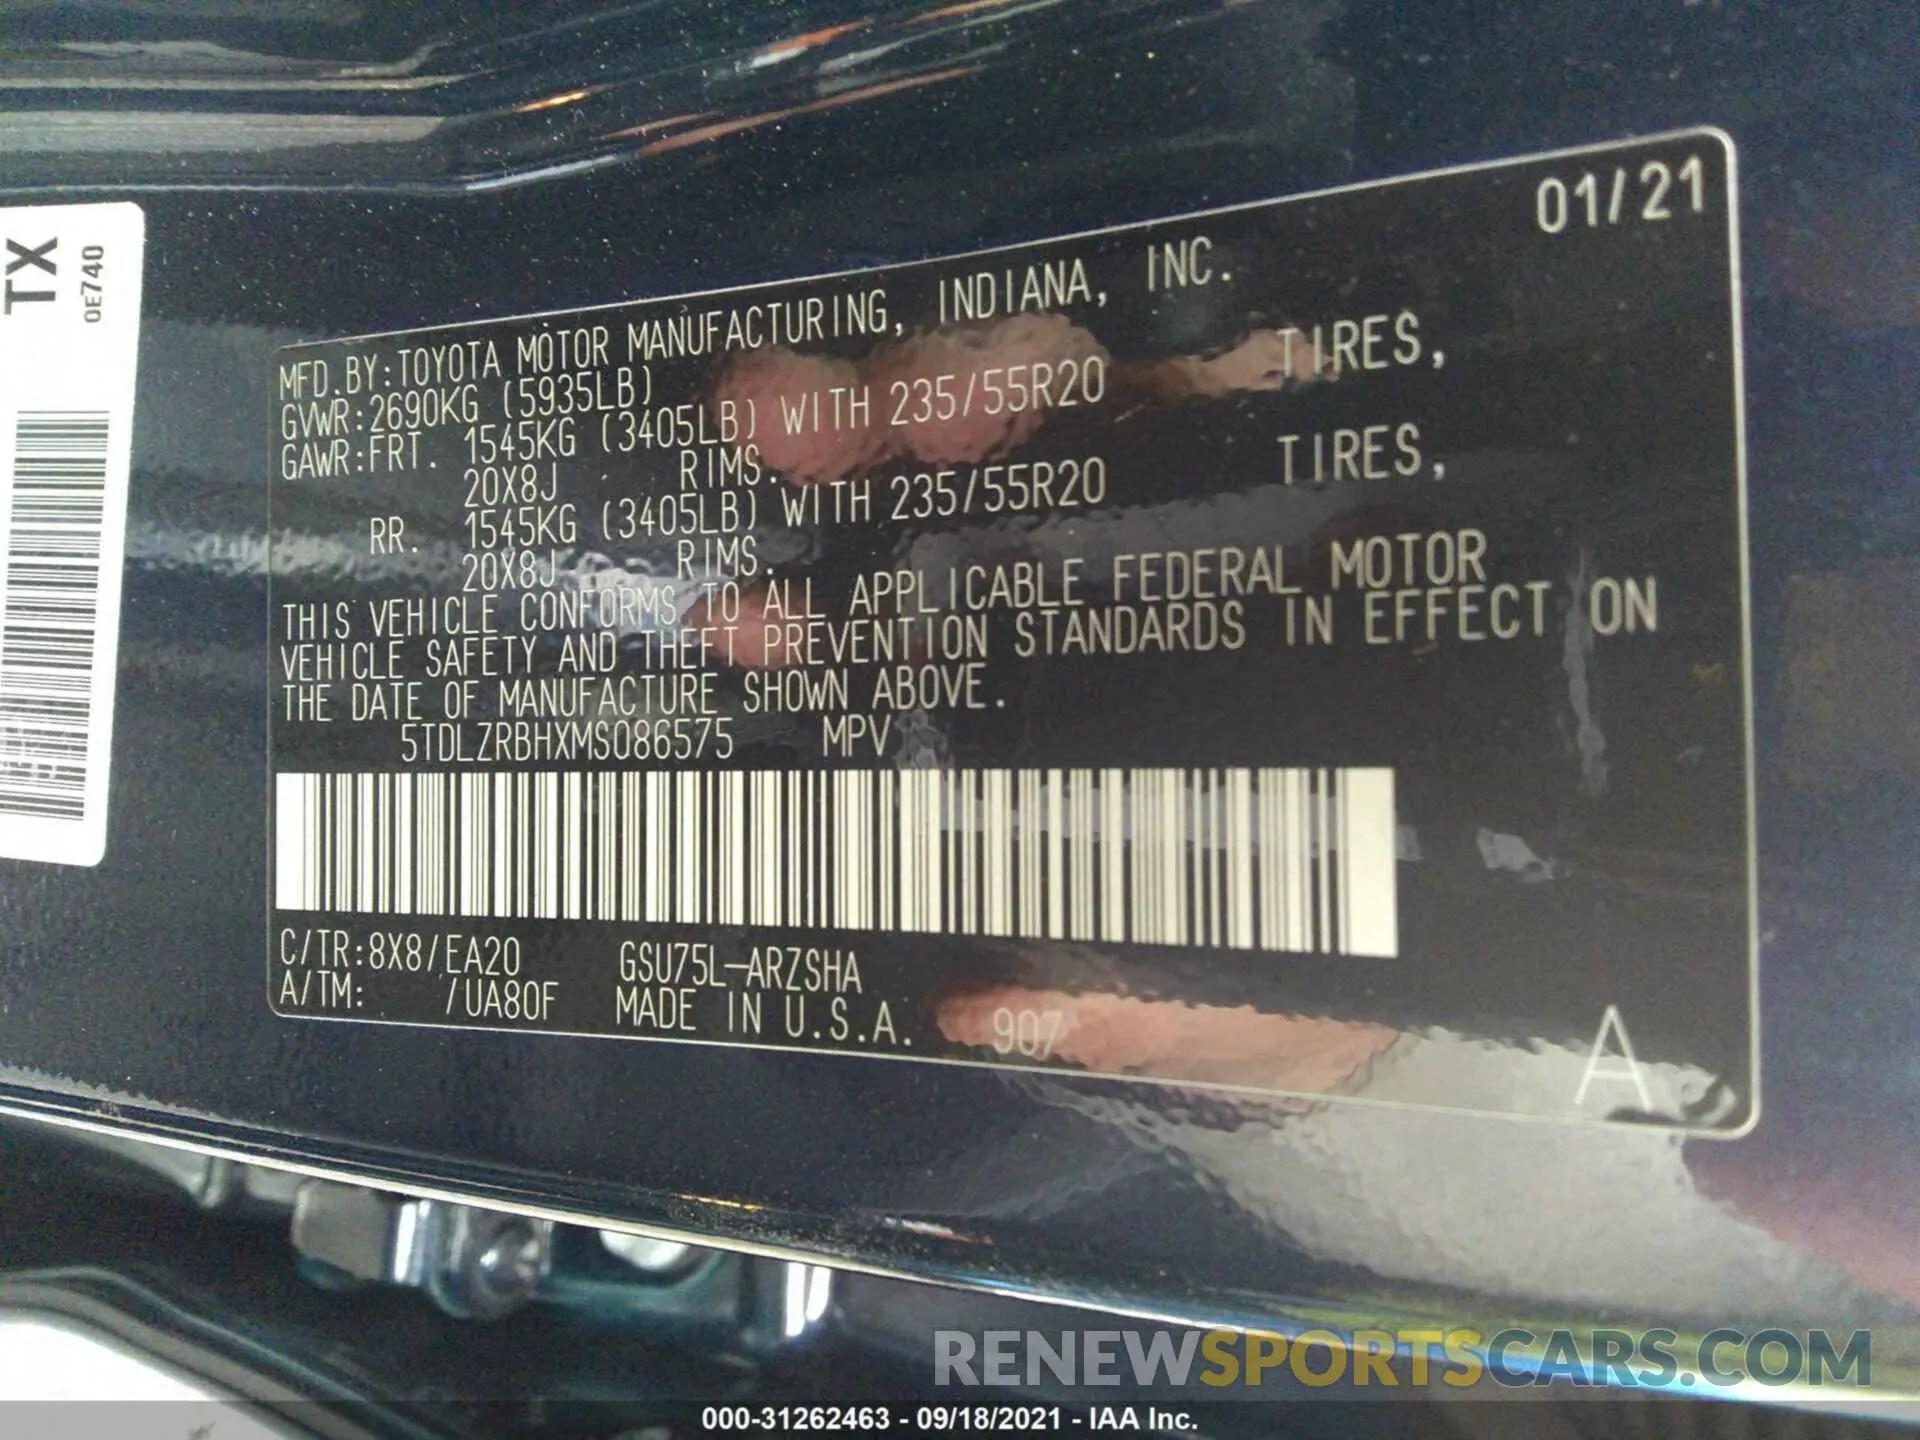 TX
0E740
01/21
MFD.BY:TOYOTA MOTOR MANUFACTURING, INDIANA, INC.
GVWR:2690KG (5935LB)
GAWR:FRT. 1545KG (3405LB) WITH 235/55R20 TIRES,
20X8J RIMS.
RR. 1545KG (3405LB) WITH 235/55R20 TIRES,
20X8J RIMS.
THIS VEHICLE CONFORMS TO ALL APPLICABLE FEDERAL MOTOR
VEHICLE SAFETY AND THEFT PREVENTION STANDARDS IN EFFECT ON
THE DATE OF MANUFACTURE SHOWN ABOVE.
5TDLZRBHXMS086575 MPV
C/TR:8X8/EA20 GSU75L-ARZSHA
A/TM: /UA80F MADE IN U.S.A. 907
A
RENEWSPORTSCARS.COM
000-31262463 - 09/18/2021 - IAA Inc.